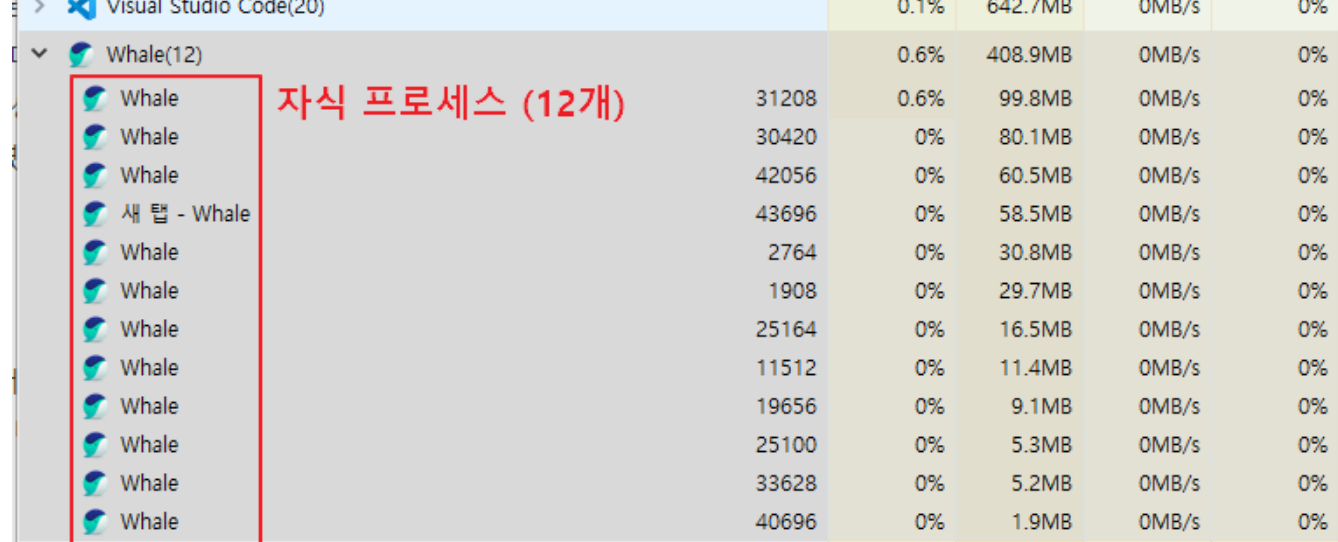 Visual Studio Code(20) 0.1% 642.7MB 0MB/s 0%
Whale(12) 0.6% 408.9MB 0MB/s 0%
Whale 자식 프로세스 (12개) 31208 0.6% 99.8MB 0MB/s 0%
Whale 30420 0% 80.1MB 0MB/s 0%
Whale 42056 0% 60.5MB 0MB/s 0%
새 탭 - Whale 43696 0% 58.5MB 0MB/s 0%
Whale 2764 0% 30.8MB 0MB/s 0%
Whale 1908 0% 29.7MB 0MB/s 0%
Whale 25164 0% 16.5MB 0MB/s 0%
Whale 11512 0% 11.4MB 0MB/s 0%
Whale 19656 0% 9.1MB 0MB/s 0%
Whale 25100 0% 5.3MB 0MB/s 0%
Whale 33628 0% 5.2MB 0MB/s 0%
Whale 40696 0% 1.9MB 0MB/s 0%